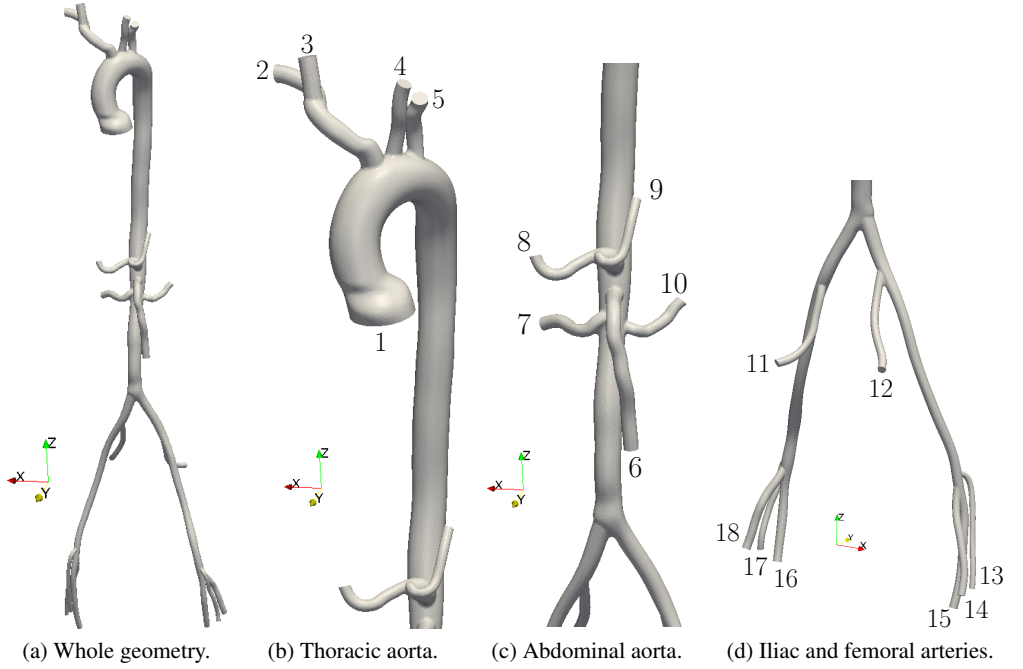 3
2
4
5
9
8
10
7
1
11
12
6
18
17
16
13
14
15
Z
X
Y
Z
X
Y
Z
X
Y
Z
Y
X
(a) Whole geometry.
(b) Thoracic aorta.
(c) Abdominal aorta.
(d) Iliac and femoral arteries.